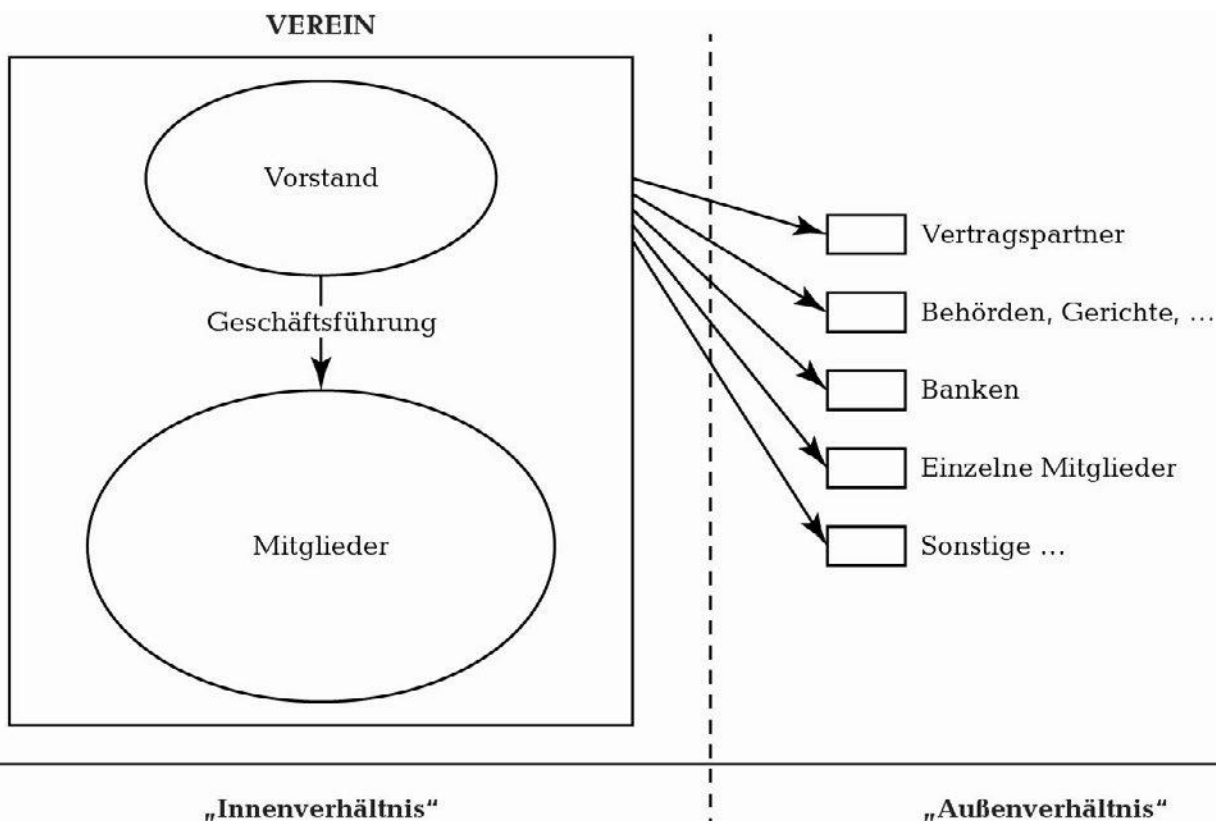 VEREIN
Vorstand
Geschäftsführung
Mitglieder
Vertragspartner
Behörden, Gerichte, …
Banken
Einzelne Mitglieder
Sonstige …
„Innenverhältnis“
„Außenverhältnis“